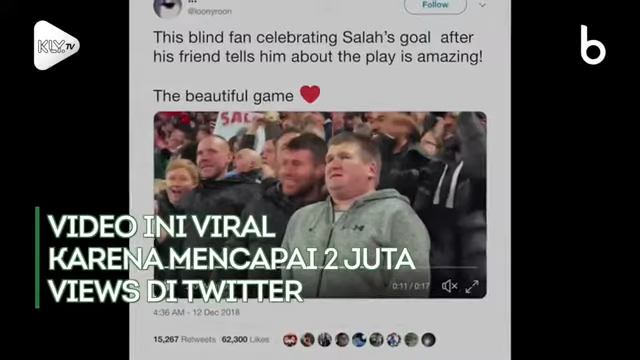 KLY.TV
b
@loonyroon
Follow
This blind fan celebrating Salah's goal after
his friend tells him about the play is amazing!
The beautiful game
SAL
0:11 / 0:17
VIDEO INI VIRAL
KARENA MENCAPAI 2 JUTA
VIEWS DI TWITTER
4:36 AM - 12 Dec 2018
15,267 Retweets 62,300 Likes